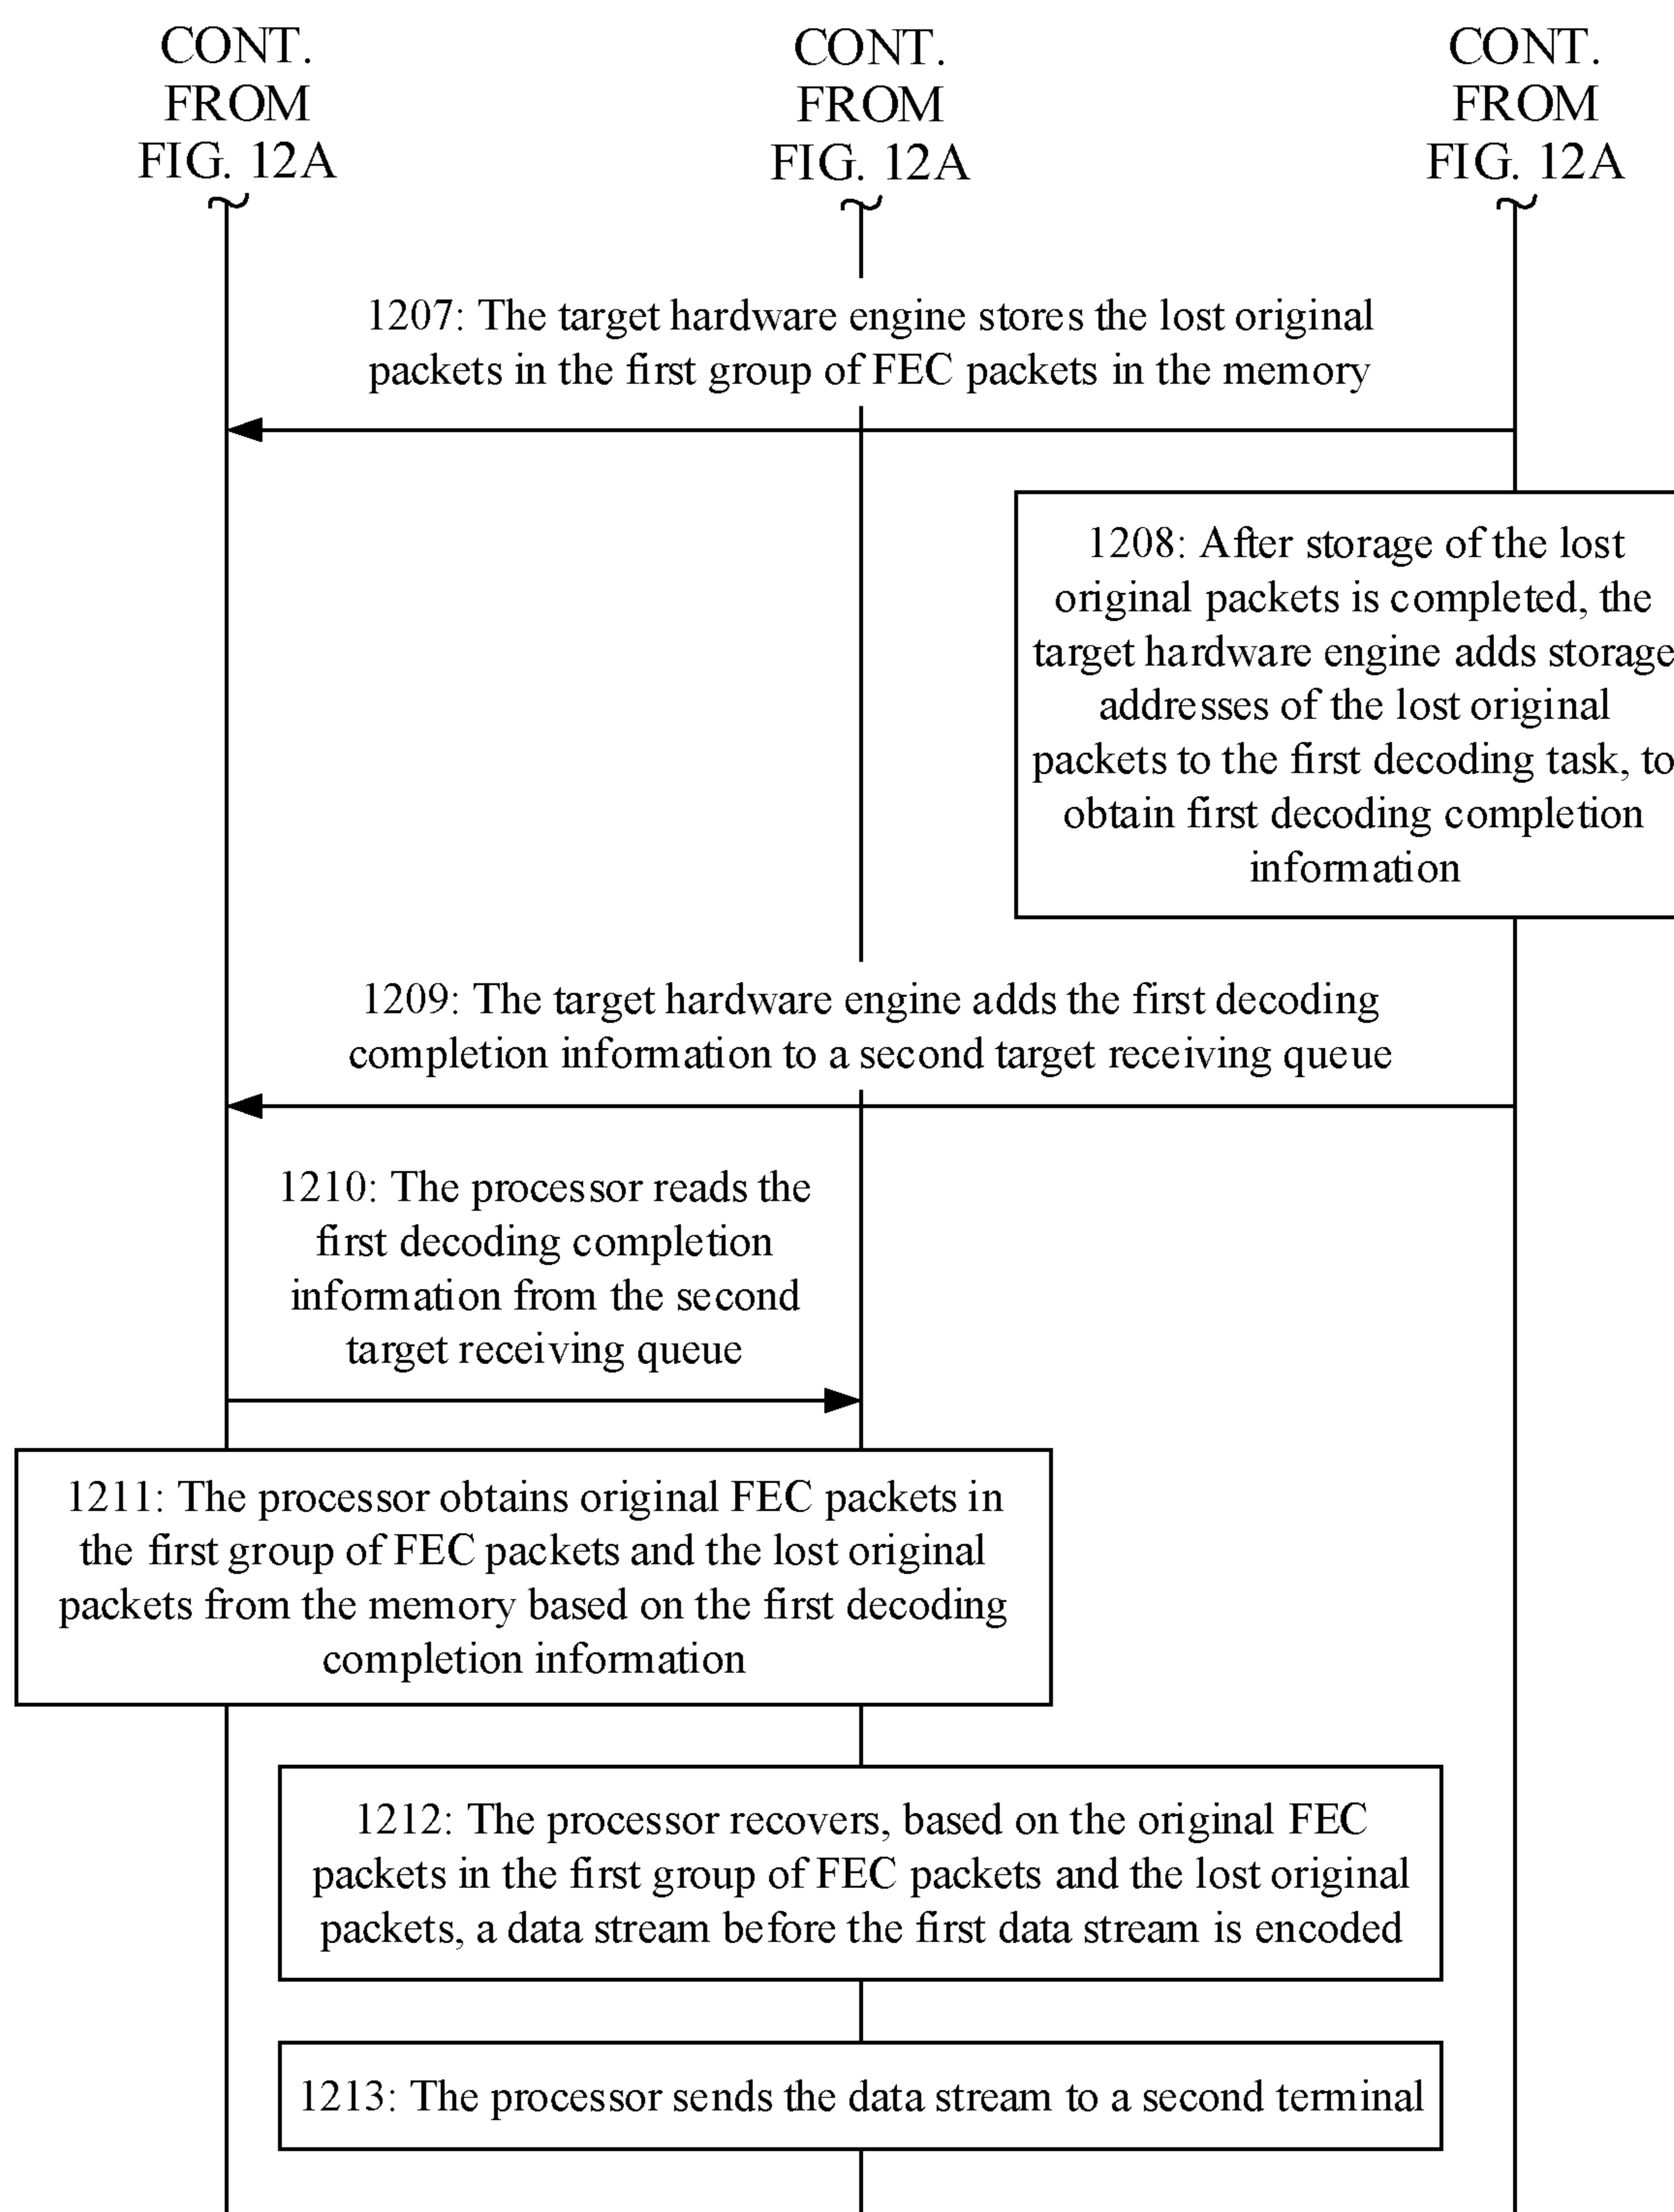 CONT.
FROM
FIG. 12A
CONT.
FROM
FIG. 12A
CONT.
FROM
FIG. 12A
1207: The target hardware engine stores the lost original
packets in the first group of FEC packets in the memory
1208: After storage of the lost
original packets is completed, the
target hardware engine adds storage
addresses of the lost original
packets to the first decoding task, to
obtain first decoding completion
information
1209: The target hardware engine adds the first decoding
completion information to a second target receiving queue
1210: The processor reads the
first decoding completion
information from the second
target receiving queue
1211: The processor obtains original FEC packets in
the first group of FEC packets and the lost original
packets from the memory based on the first decoding
completion information
1212: The processor recovers, based on the original FEC
packets in the first group of FEC packets and the lost original
packets, a data stream before the first data stream is encoded
1213: The processor sends the data stream to a second terminal